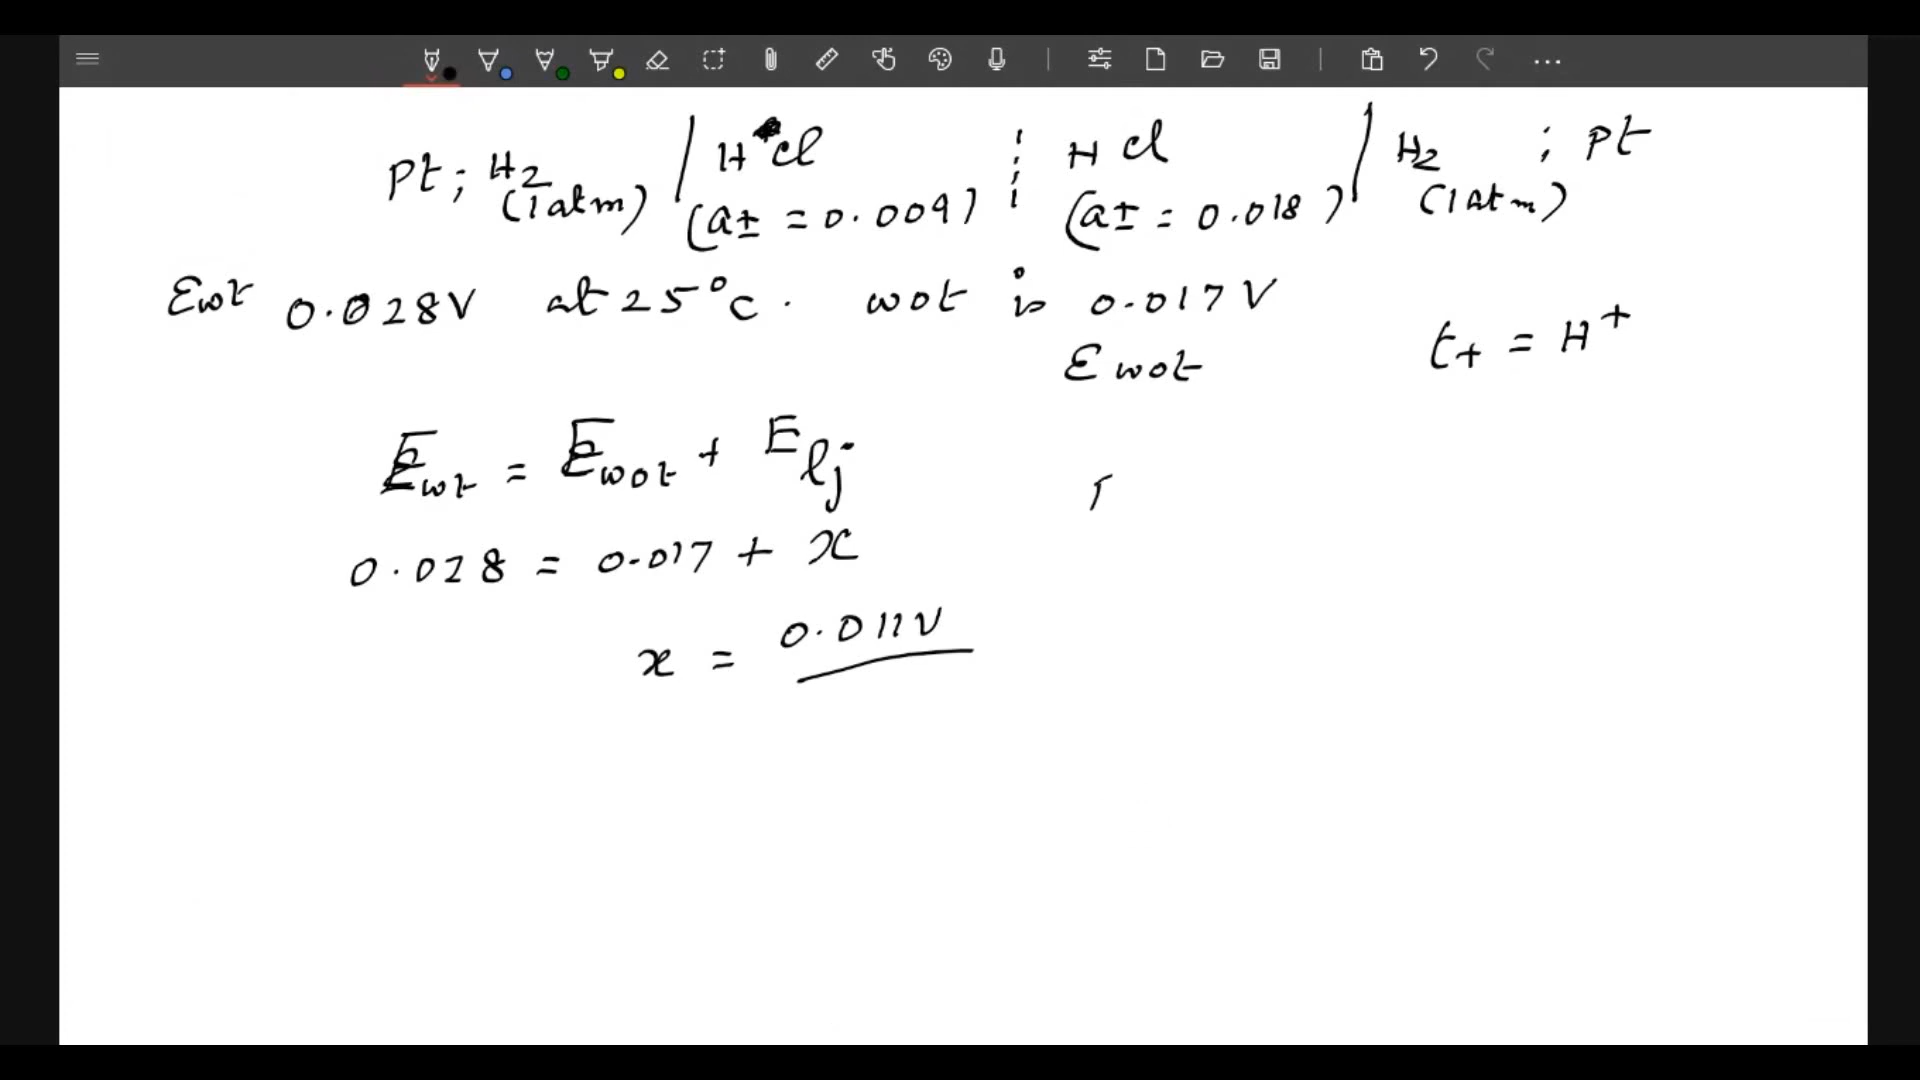 Pt ; H2 / HCl ⋮ HCl / H2 ; Pt
(1atm) (a± = 0.009) (a± = 0.018) (1atm)
Ewt 0.028V at 25°C. wot is 0.017 V
Ewot
t+ = H+
Ewt = Ewot + Elj
0.028 = 0.017 + x
x = 0.011V